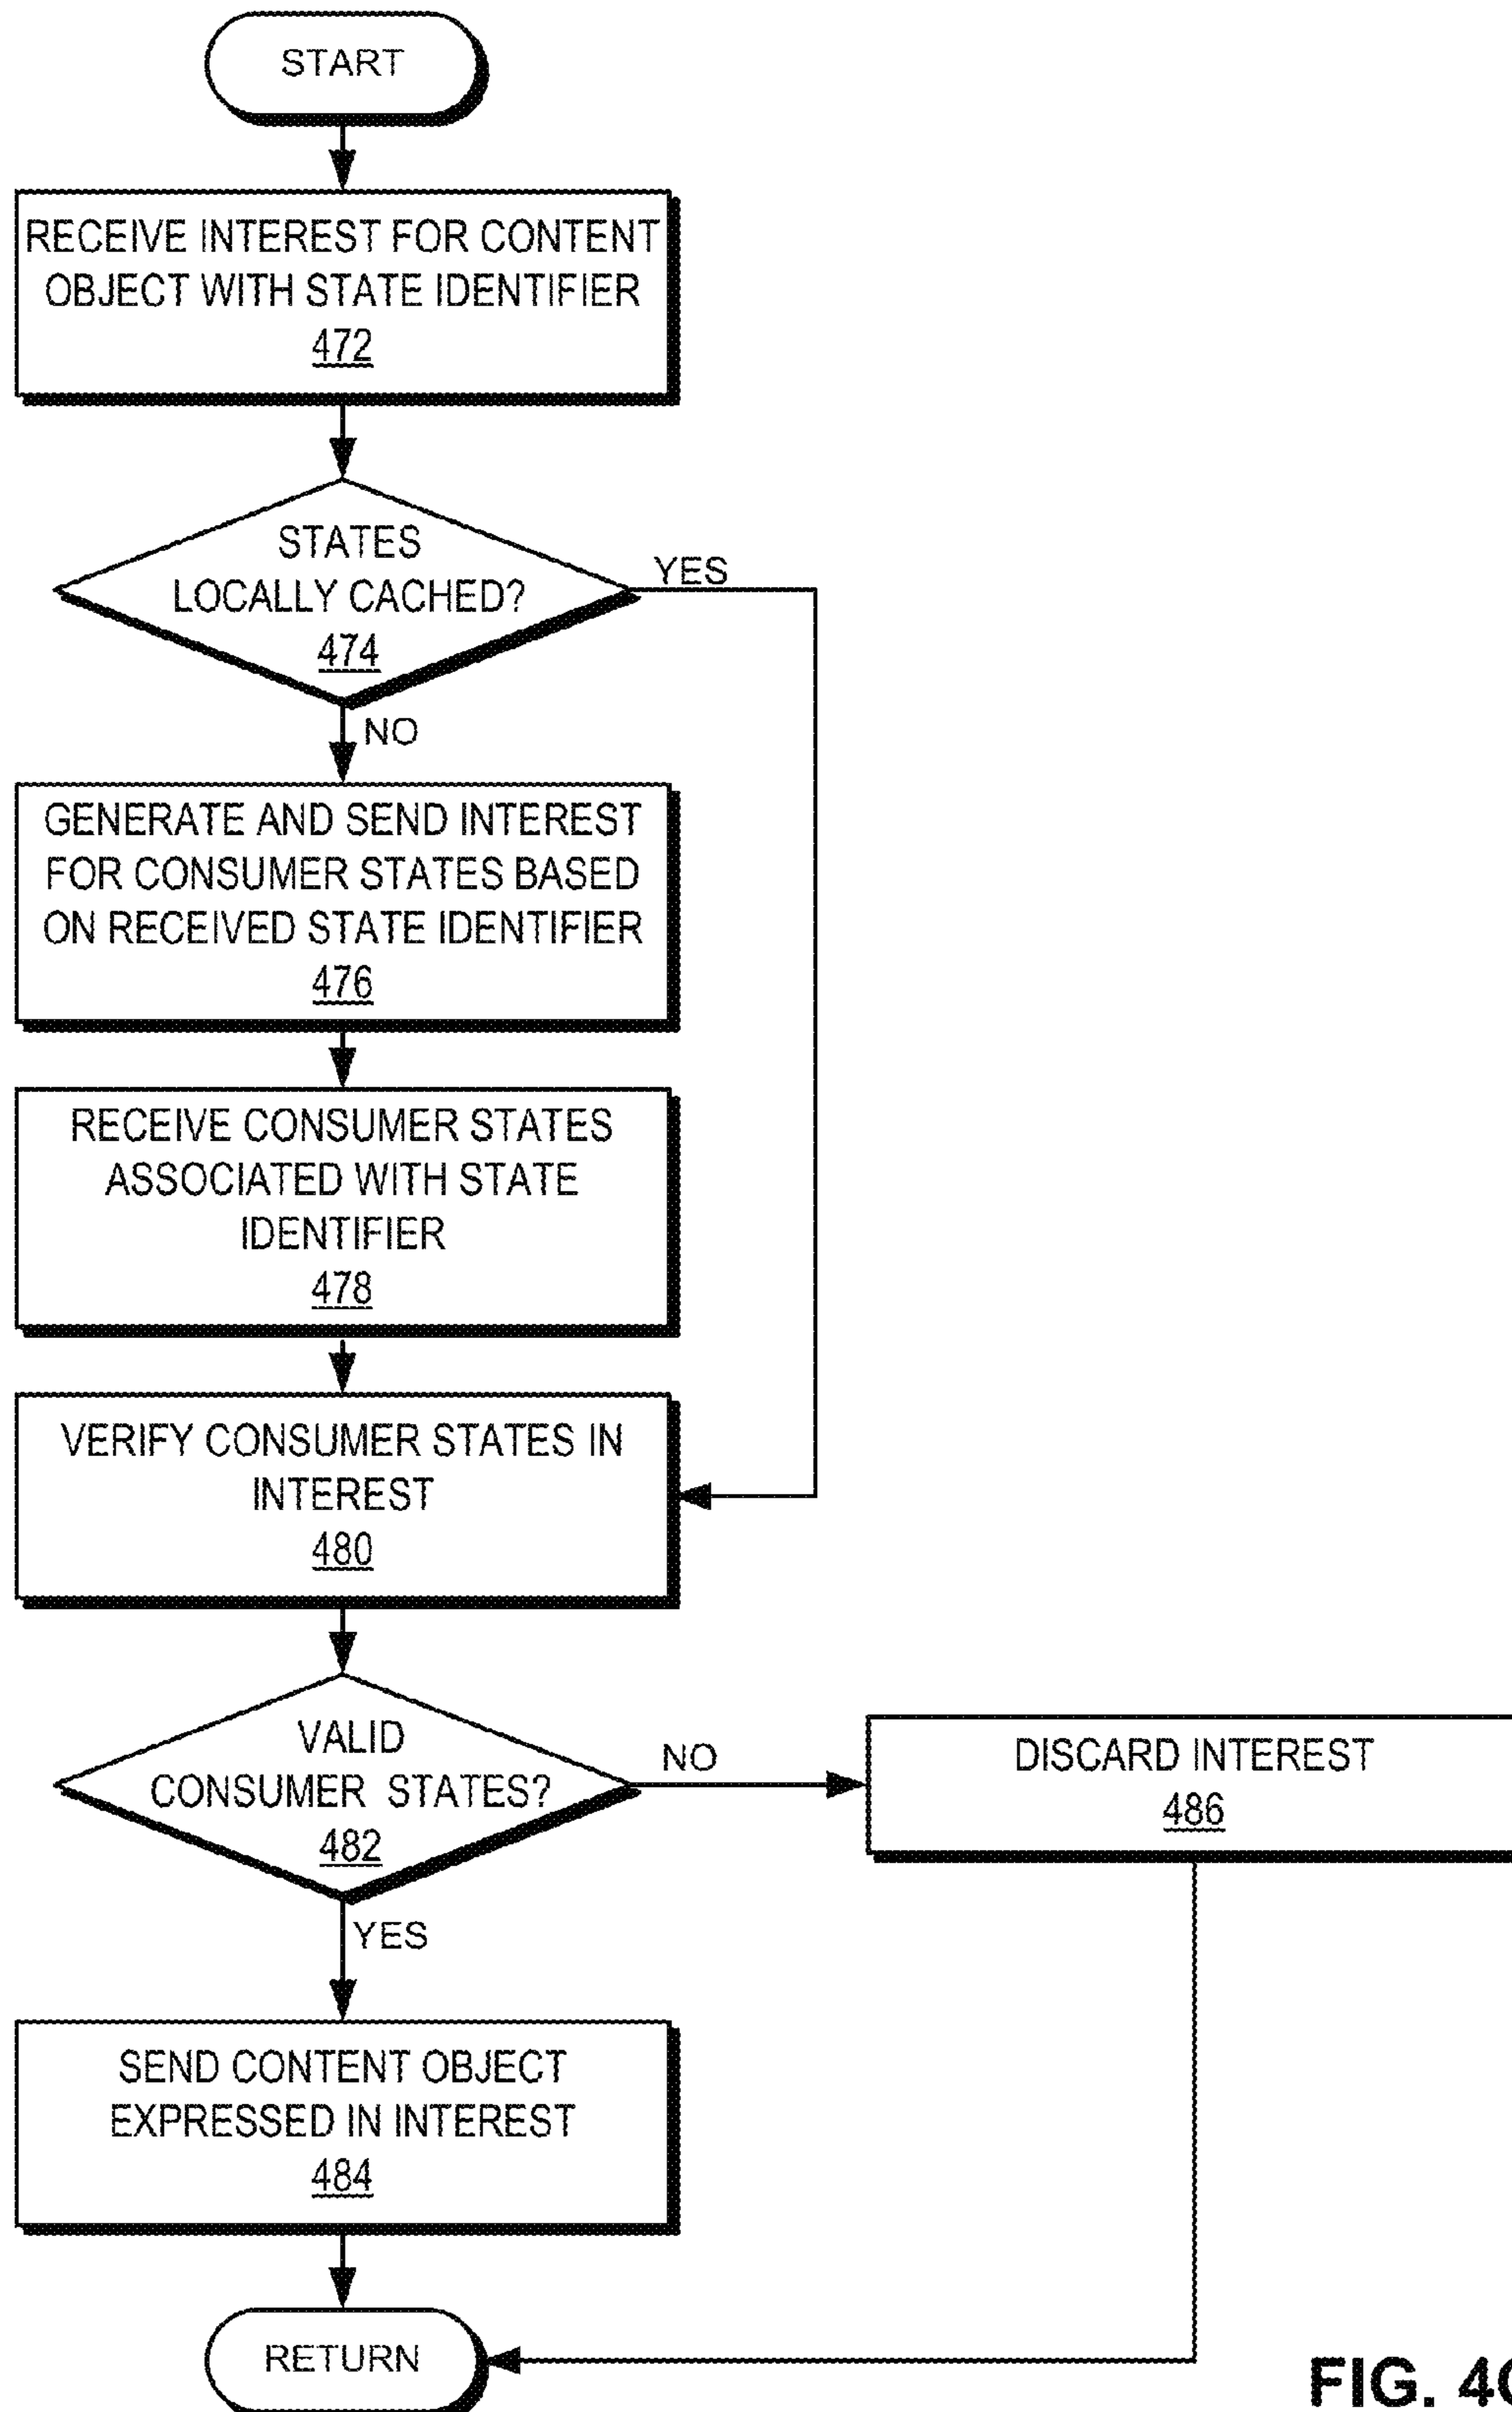 START
RECEIVE INTEREST FOR CONTENT
OBJECT WITH STATE IDENTIFIER
472
STATES
LOCALLY CACHED?
474
YES
NO
GENERATE AND SEND INTEREST
FOR CONSUMER STATES BASED
ON RECEIVED STATE IDENTIFIER
476
RECEIVE CONSUMER STATES
ASSOCIATED WITH STATE
IDENTIFIER
478
VERIFY CONSUMER STATES IN
INTEREST
480
VALID
CONSUMER STATES?
482
NO
DISCARD INTEREST
486
YES
SEND CONTENT OBJECT
EXPRESSED IN INTEREST
484
RETURN
FIG.